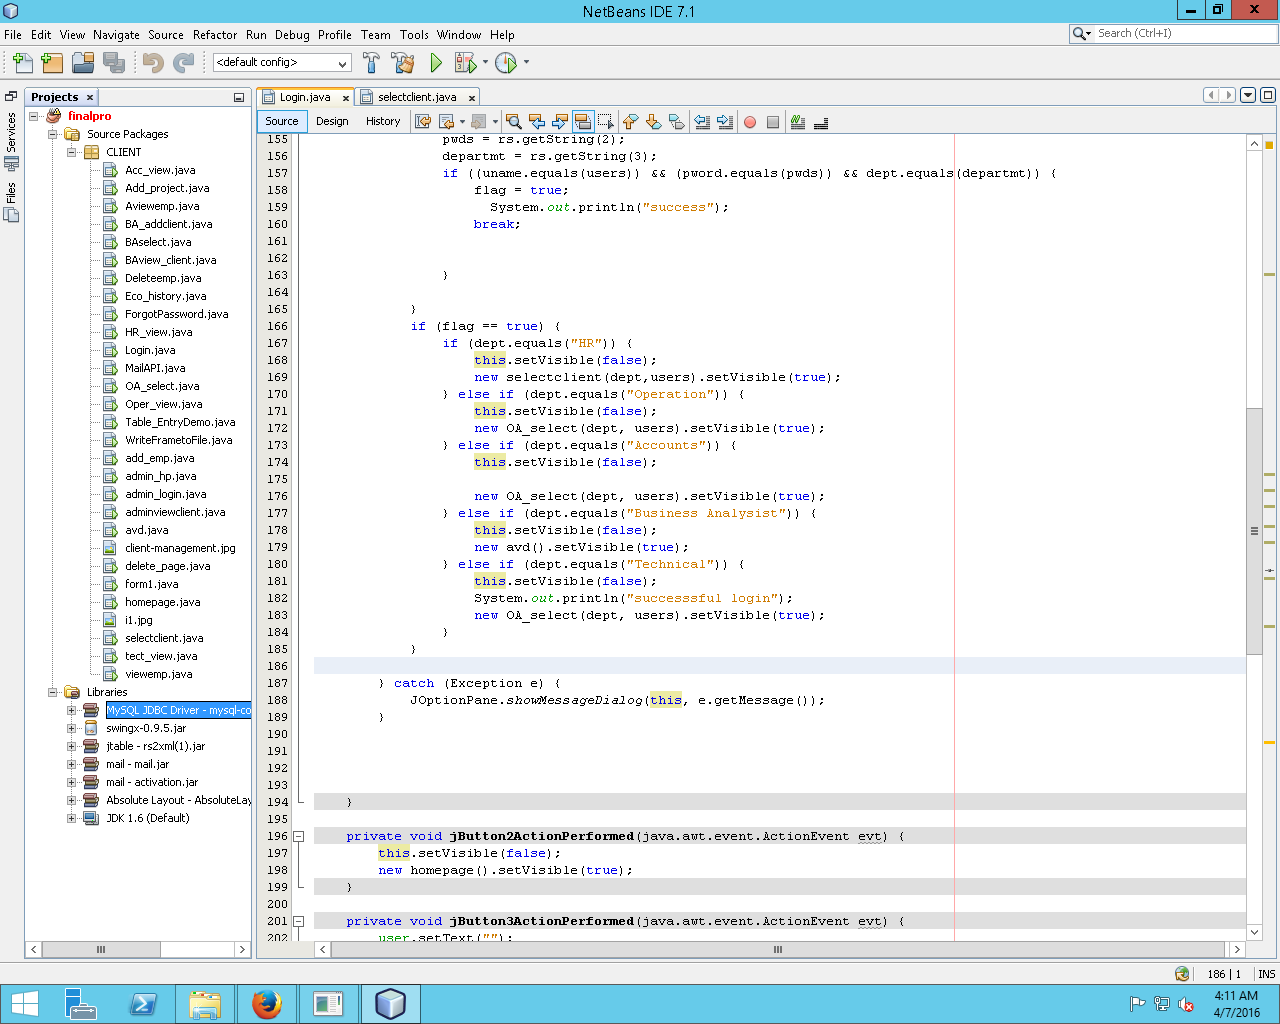 NetBeans IDE 7.1
File Edit View Navigate Source Refactor Run Debug Profile Team Tools Window Help
Search (Ctrl+I)
<default config>
Services
Files
Projects
finalpro
Source Packages
CLIENT
Acc_view.java
Add_project.java
Aviewemp.java
BA_addclient.java
BAselect.java
BAview_client.java
Deleteemp.java
Eco_history.java
ForgotPassword.java
HR_view.java
Login.java
MailAPI.java
OA_select.java
Oper_view.java
Table_EntryDemo.java
WriteFrametoFile.java
add_emp.java
admin_hp.java
admin_login.java
adminviewclient.java
avd.java
client-management.jpg
delete_page.java
form1.java
homepage.java
i1.jpg
selectclient.java
tect_view.java
viewemp.java
Libraries
MySQL JDBC Driver - mysql-co
swingx-0.9.5.jar
jtable - rs2xml(1).jar
mail - mail.jar
mail - activation.jar
Absolute Layout - AbsoluteLay
JDK 1.6 (Default)
Login.java selectclient.java
Source Design History
155 pwds = rs.getString(2);
156 departmt = rs.getString(3);
157 if ((uname.equals(users)) && (pword.equals(pwds)) && dept.equals(departmt)) {
158 flag = true;
159 System.out.println("success");
160 break;
161
162
163 }
164
165 }
166 if (flag == true) {
167 if (dept.equals("HR")) {
168 this.setVisible(false);
169 new selectclient(dept,users).setVisible(true);
170 } else if (dept.equals("Operation")) {
171 this.setVisible(false);
172 new OA_select(dept, users).setVisible(true);
173 } else if (dept.equals("Accounts")) {
174 this.setVisible(false);
175
176 new OA_select(dept, users).setVisible(true);
177 } else if (dept.equals("Business Analysist")) {
178 this.setVisible(false);
179 new avd().setVisible(true);
180 } else if (dept.equals("Technical")) {
181 this.setVisible(false);
182 System.out.println("successsful login");
183 new OA_select(dept, users).setVisible(true);
184 }
185 }
186
187 } catch (Exception e) {
188 JOptionPane.showMessageDialog(this, e.getMessage());
189 }
190
191
192
193
194 }
195
196 private void jButton2ActionPerformed(java.awt.event.ActionEvent evt) {
197 this.setVisible(false);
198 new homepage().setVisible(true);
199 }
200
201 private void jButton3ActionPerformed(java.awt.event.ActionEvent evt) {
202 user.setText("");
186 | 1 INS
4:11 AM
4/7/2016